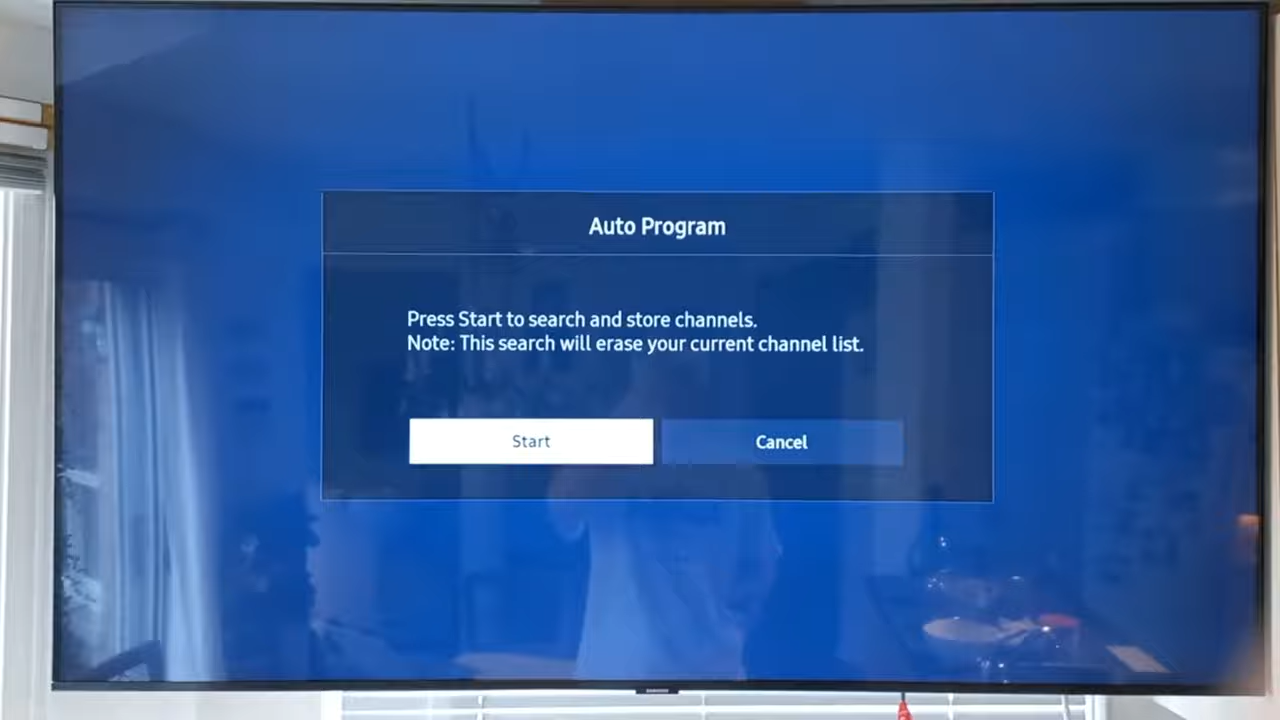 Auto Program
Press Start to search and store channels.
Note: This search will erase your current channel list.
Start
Cancel
SAMSUNG